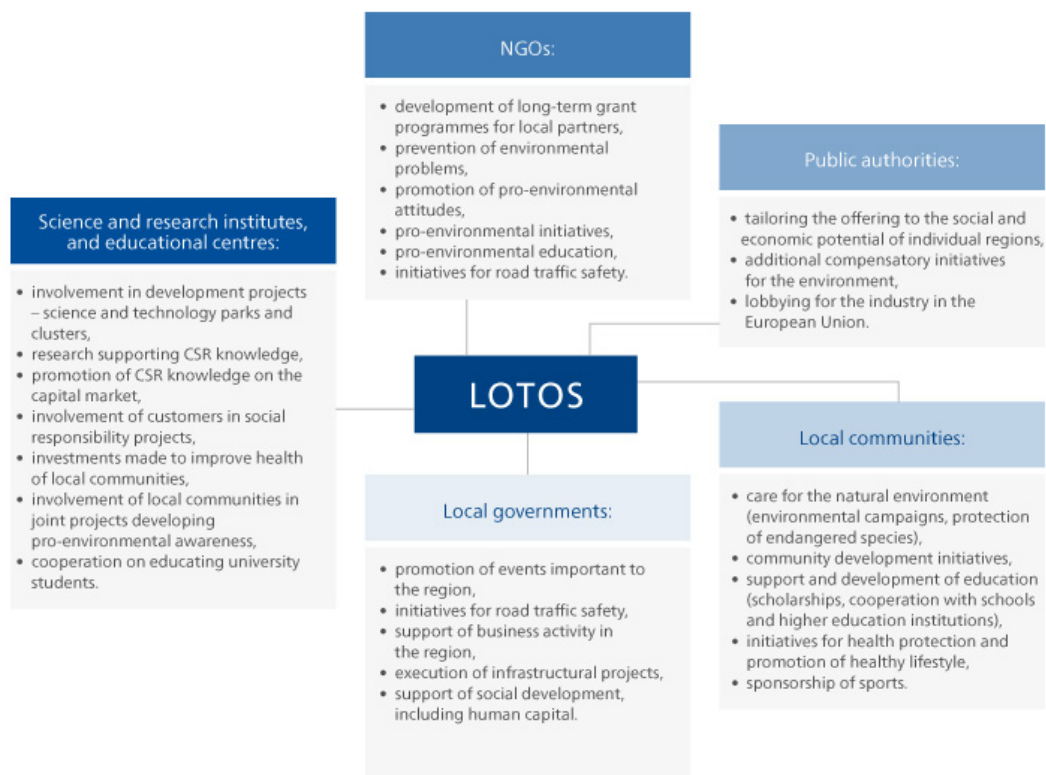 NGOs:
• development of long-term grant
programmes for local partners,
• prevention of environmental
problems,
• promotion of pro-environmental
attitudes,
• pro-environmental initiatives,
• pro-environmental education,
• initiatives for road traffic safety.
Public authorities:
• tailoring the offering to the social and
economic potential of individual regions,
• additional compensatory initiatives
for the environment,
• lobbying for the industry in the
European Union.
Science and research institutes,
and educational centres:
• involvement in development projects
– science and technology parks and
clusters,
• research supporting CSR knowledge,
• promotion of CSR knowledge on the
capital market,
• involvement of customers in social
responsibility projects,
• investments made to improve health
of local communities,
• involvement of local communities in
joint projects developing
pro-environmental awareness,
• cooperation on educating university
students.
LOTOS
Local communities:
• care for the natural environment
(environmental campaigns, protection
of endangered species),
• community development initiatives,
• support and development of education
(scholarships, cooperation with schools
and higher education institutions),
• initiatives for health protection and
promotion of healthy lifestyle,
• sponsorship of sports.
Local governments:
• promotion of events important to
the region,
• initiatives for road traffic safety,
• support of business activity in
the region,
• execution of infrastructural projects,
• support of social development,
including human capital.